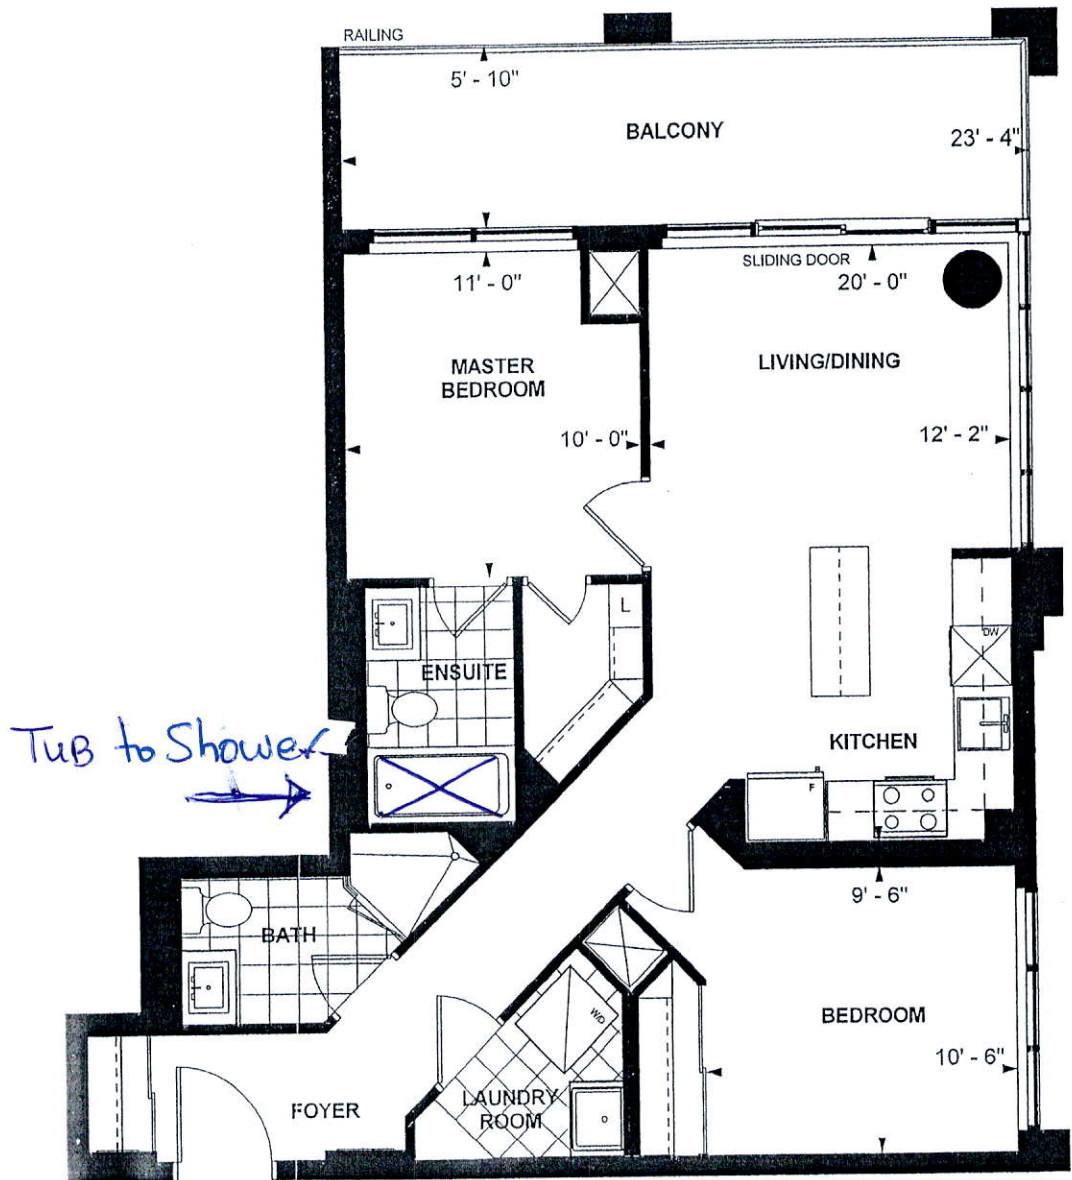 RAILING
5' - 10"
BALCONY
23' - 4"
SLIDING DOOR
11' - 0"
20' - 0"
MASTER
BEDROOM
LIVING/DINING
10' - 0"
12' - 2"
L
DW
ENSUITE
TUB to Shower
KITCHEN
F
9' - 6"
BATH
W/D
BEDROOM
10' - 6"
FOYER
LAUNDRY
ROOM